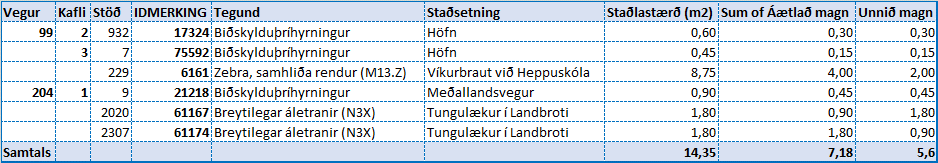 Vegur Kafli Stöð IDMERKING Tegund Staðsetning Staðlastærð (m2) Sum of Áætlað magn Unnið magn
99 2 932 17324 Biðskylduþríhyrningur Höfn 0,60 0,30 0,30
3 7 75592 Biðskylduþríhyrningur Höfn 0,45 0,15 0,15
229 6161 Zebra, samhliða rendur (M13.Z) Víkurbraut við Heppuskóla 8,75 4,00 2,00
204 1 9 21218 Biðskylduþríhyrningur Meðallandsvegur 0,90 0,45 0,45
2020 61167 Breytilegar áletranir (N3X) Tungulækur í Landbroti 1,80 0,90 1,80
2307 61174 Breytilegar áletranir (N3X) Tungulækur í Landbroti 1,80 1,80 0,90
Samtals 14,35 7,18 5,6